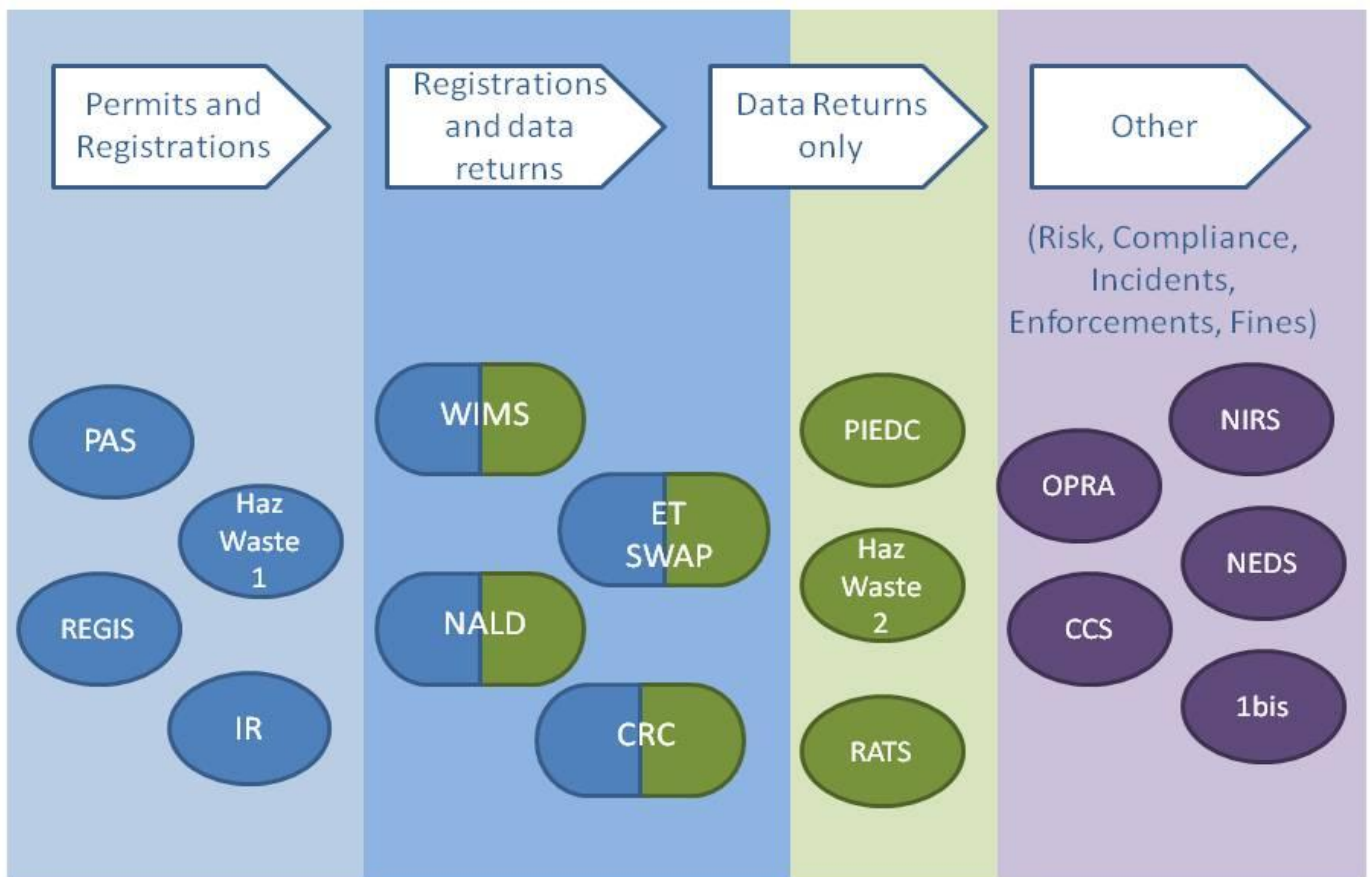 Permits and
Registrations
Registrations
and data
returns
Data Returns
only
Other
(Risk, Compliance,
Incidents,
Enforcements, Fines)
PAS
Haz
Waste
1
REGIS
IR
WIMS
ET
SWAP
NALD
CRC
PIEDC
Haz
Waste
2
RATS
NIRS
OPRA
NEDS
CCS
1bis